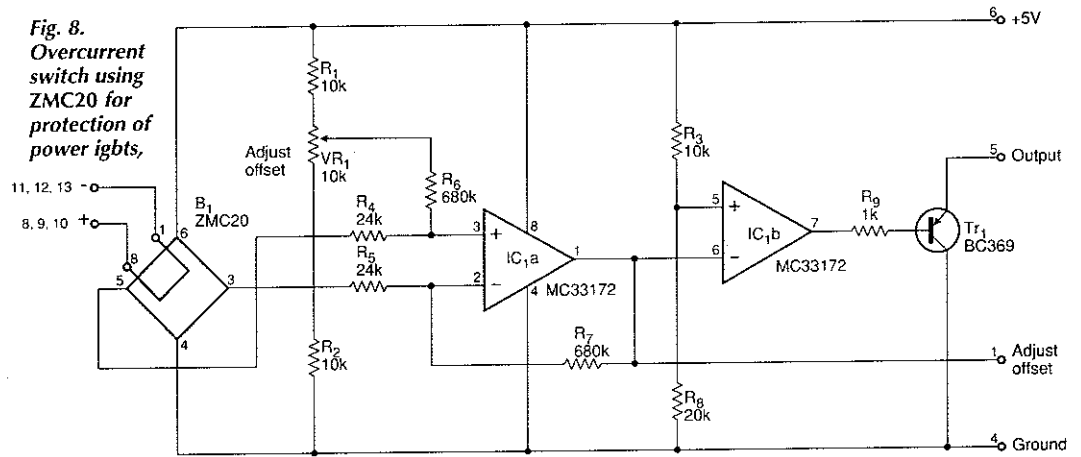 Fig. 8.
Overcurrent
switch using
ZMC20 for
protection of
power igbts,
6 +5V
R1
10k
R3
10k
Adjust
offset
VR1
10k
R6
680k
5 Output
11, 12, 13 -
8, 9, 10 +
B1
ZMC20
1
6
8
5
3
4
R4
24k
R5
24k
3 +
2 -
8
IC1a
1
4
MC33172
5 +
6 -
IC1b
7
MC33172
R9
1k
Tr1
BC369
R7
680k
R2
10k
R8
20k
1 Adjust
offset
4 Ground